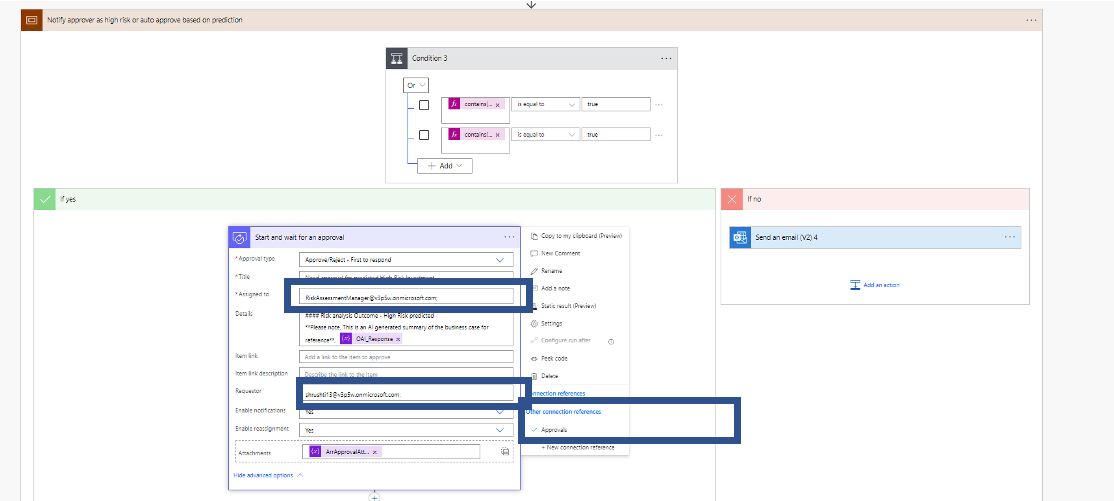 Notify approver as high risk or auto approve based on prediction
Condition 3
Or
contains(... x is equal to true
contains(... x is equal to true
+ Add
If yes
If no
Start and wait for an approval
* Approval type
Approve/Reject - First to respond
* Title
Need approval for predicted High Risk Investment
* Assigned to
RiskAssessmentManager@v3p5w.onmicrosoft.com;
Details
#### Risk analysis Outcome - High Risk predicted
**Please note, This is an AI generated summary of the business case for
reference**.
OAI_Response x
Item link
Add a link to the item to approve
Item link description
Describe the link to the item
Requestor
shrushti13@v3p5w.onmicrosoft.com;
Enable notifications
Yes
Enable reassignment
Yes
Attachments
ArrApprovalAtt... x
Hide advanced options
Copy to my clipboard (Preview)
New Comment
Rename
Add a note
Static result (Preview)
Settings
Configure run after
Peek code
Delete
Connection references
Other connection references
Approvals
+ New connection reference
Send an email (V2) 4
Add an action